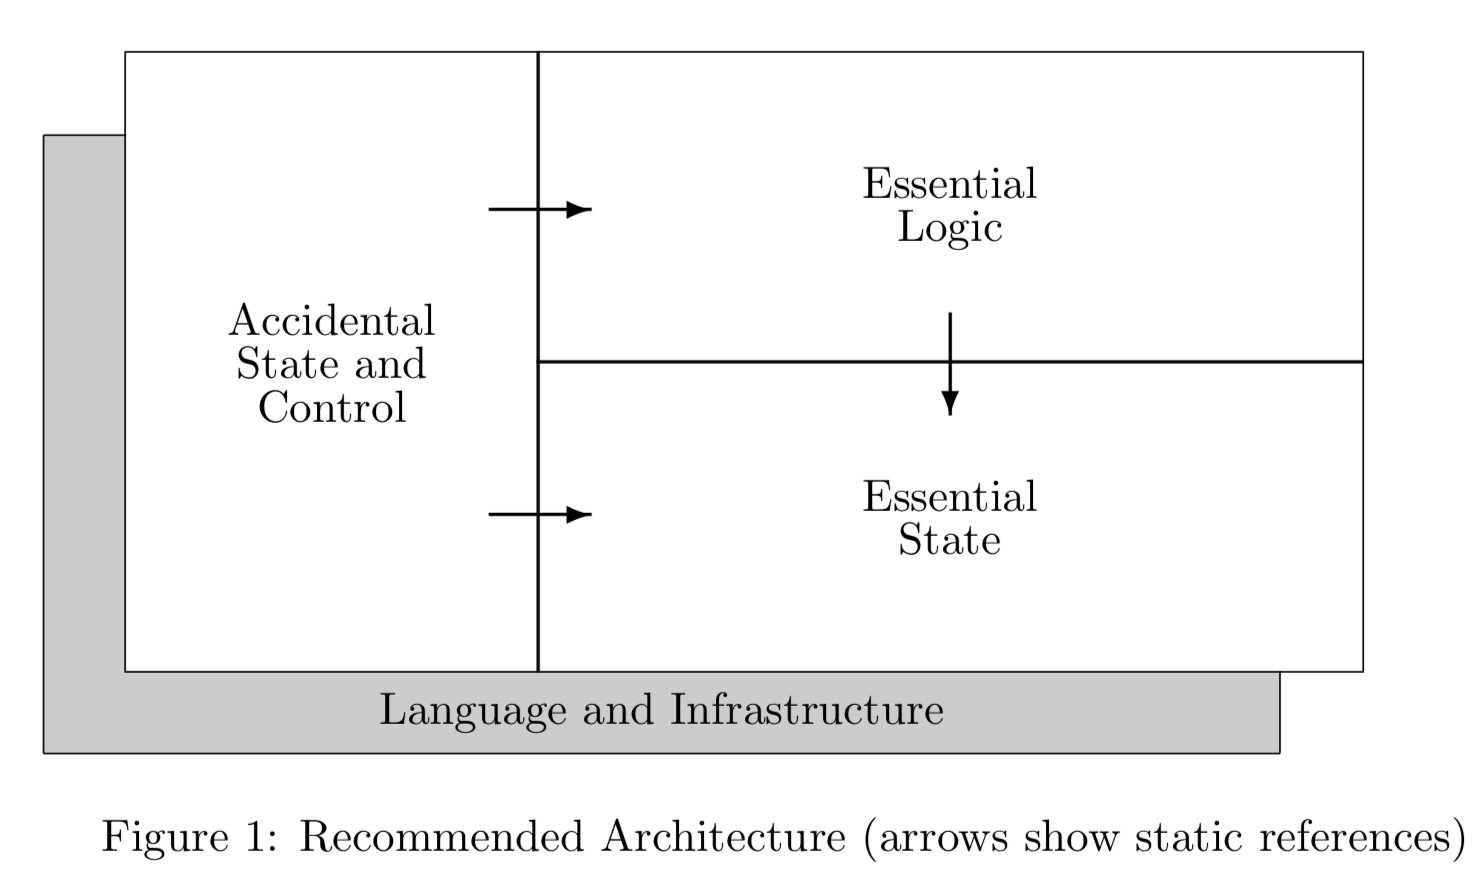 Essential
Logic
Accidental
State and
Control
Essential
State
Language and Infrastructure
Figure 1: Recommended Architecture (arrows show static references)